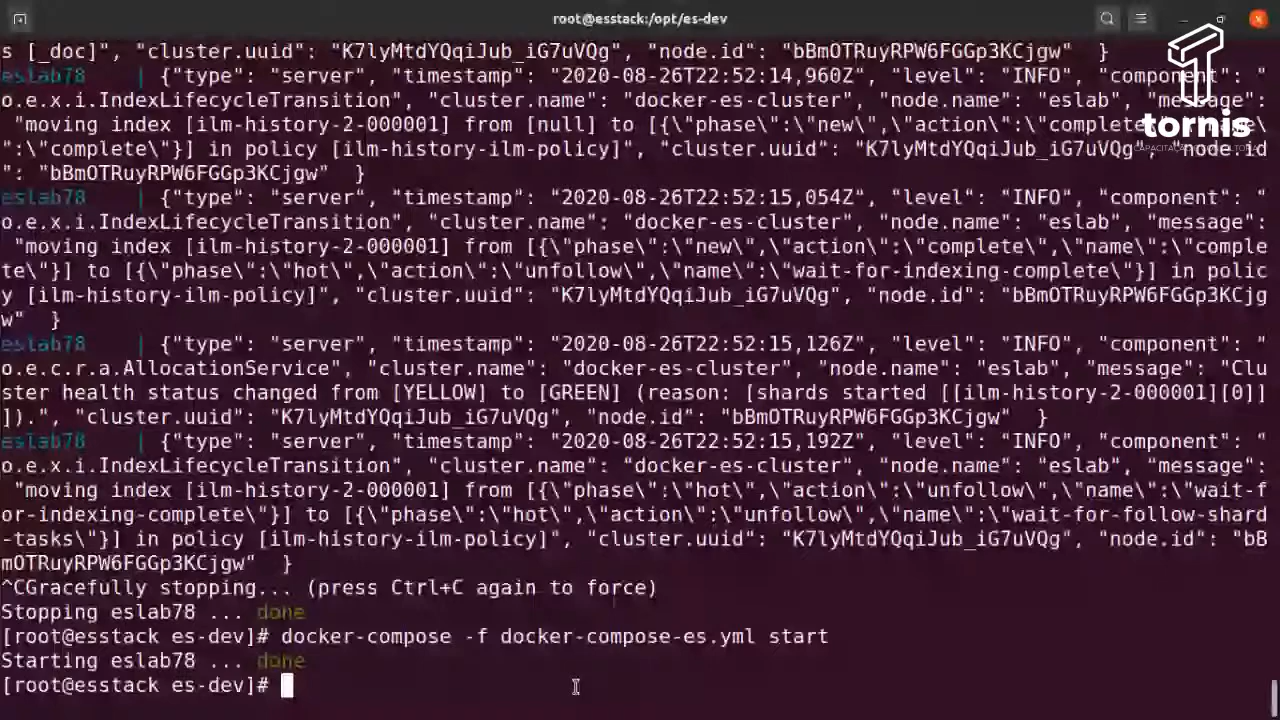 root@esstack:/opt/es-dev
s [_doc]", "cluster.uuid": "K7lyMtdYQqiJub_iG7uVQg", "node.id": "bBmOTRuyRPW6FGGp3KCjgw"  }
eslab78    | {"type": "server", "timestamp": "2020-08-26T22:52:14,960Z", "level": "INFO", "component": "
o.e.x.i.IndexLifecycleTransition", "cluster.name": "docker-es-cluster", "node.name": "eslab", "message":
"moving index [ilm-history-2-000001] from [null] to [{\"phase\":\"new\",\"action\":\"complete
":\"complete\"}] in policy [ilm-history-ilm-policy]", "cluster.uuid": "K7lyMtdYQqiJub_iG7uVQg", "node.id
": "bBmOTRuyRPW6FGGp3KCjgw"  }
eslab78    | {"type": "server", "timestamp": "2020-08-26T22:52:15,054Z", "level": "INFO", "component": "
o.e.x.i.IndexLifecycleTransition", "cluster.name": "docker-es-cluster", "node.name": "eslab", "message":
"moving index [ilm-history-2-000001] from [{\"phase\":\"new\",\"action\":\"complete\",\"name\":\"comple
te\"}] to [{\"phase\":\"hot\",\"action\":\"unfollow\",\"name\":\"wait-for-indexing-complete\"}] in polic
y [ilm-history-ilm-policy]", "cluster.uuid": "K7lyMtdYQqiJub_iG7uVQg", "node.id": "bBmOTRuyRPW6FGGp3KCjg
w"  }
eslab78    | {"type": "server", "timestamp": "2020-08-26T22:52:15,126Z", "level": "INFO", "component": "
o.e.c.r.a.AllocationService", "cluster.name": "docker-es-cluster", "node.name": "eslab", "message": "Clu
ster health status changed from [YELLOW] to [GREEN] (reason: [shards started [[ilm-history-2-000001][0]]
]).", "cluster.uuid": "K7lyMtdYQqiJub_iG7uVQg", "node.id": "bBmOTRuyRPW6FGGp3KCjgw"  }
eslab78    | {"type": "server", "timestamp": "2020-08-26T22:52:15,192Z", "level": "INFO", "component": "
o.e.x.i.IndexLifecycleTransition", "cluster.name": "docker-es-cluster", "node.name": "eslab", "message":
"moving index [ilm-history-2-000001] from [{\"phase\":\"hot\",\"action\":\"unfollow\",\"name\":\"wait-f
or-indexing-complete\"}] to [{\"phase\":\"hot\",\"action\":\"unfollow\",\"name\":\"wait-for-follow-shard
-tasks\"}] in policy [ilm-history-ilm-policy]", "cluster.uuid": "K7lyMtdYQqiJub_iG7uVQg", "node.id": "bB
mOTRuyRPW6FGGp3KCjgw"  }
^CGracefully stopping... (press Ctrl+C again to force)
Stopping eslab78 ... done
[root@esstack es-dev]# docker-compose -f docker-compose-es.yml start
Starting eslab78 ... done
[root@esstack es-dev]#
tornis